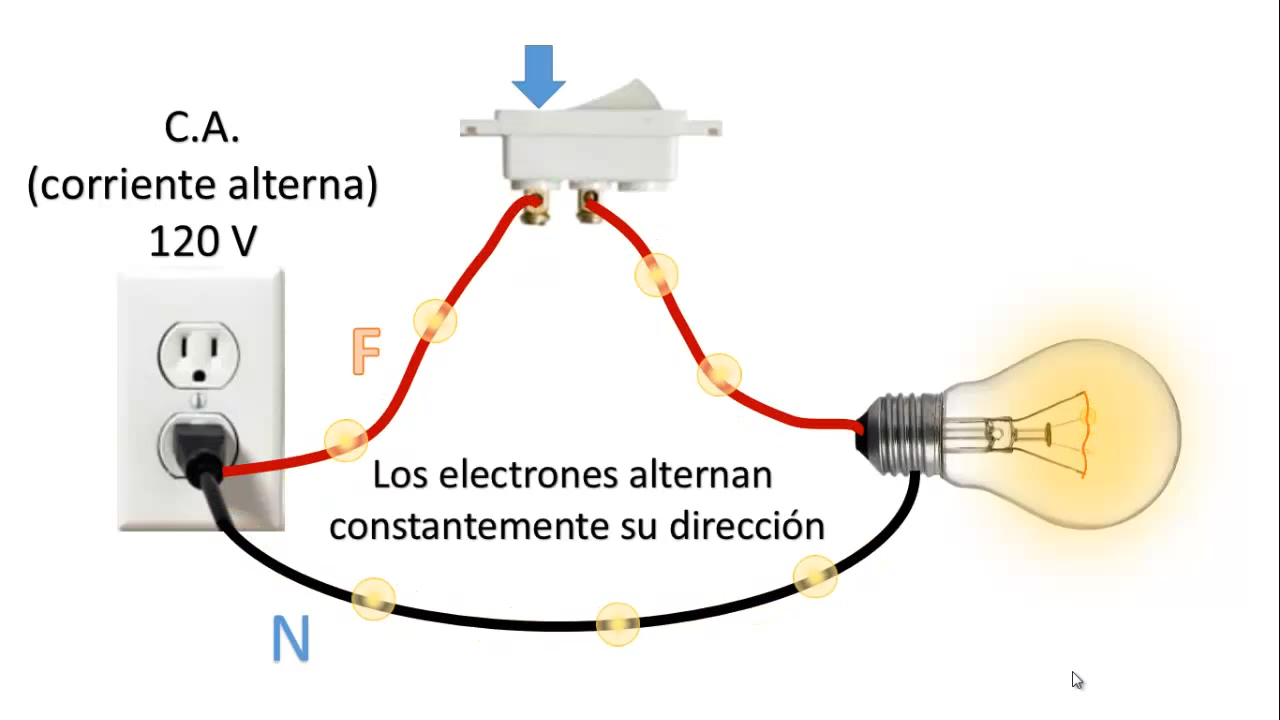 C.A.
(corriente alterna)
120 V
F
Los electrones alternan
constantemente su dirección
N